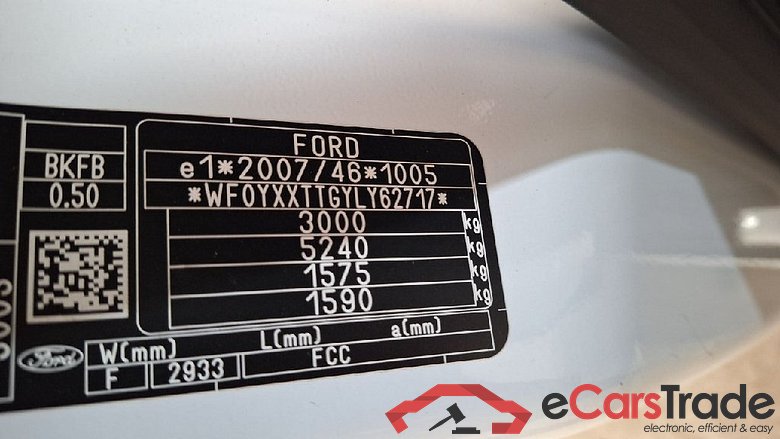 FORD
e1*2007/46*1005
*WF0YXXTTGYLY62717*
3000 kg
5240 kg
1575 kg
1590 kg
BKFB
0.50
Ford
W(mm) L(mm) a(mm)
F 2933 FCC
eCarsTrade
electronic, efficient & easy